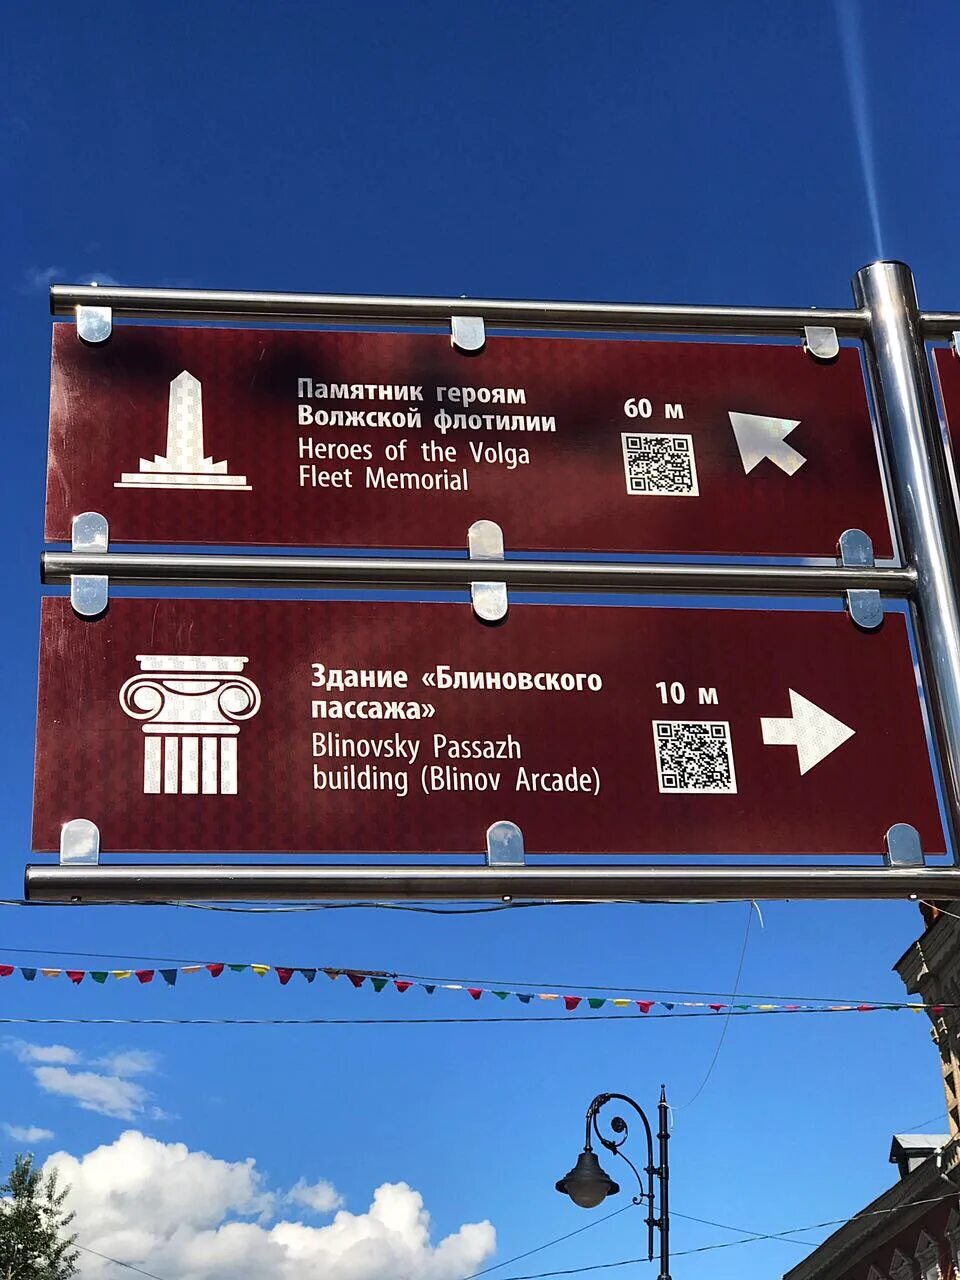 Памятник героям
Волжской флотилии
Heroes of the Volga
Fleet Memorial
60 м
Здание «Блиновского
пассажа»
Blinovsky Passazh
building (Blinov Arcade)
10 м